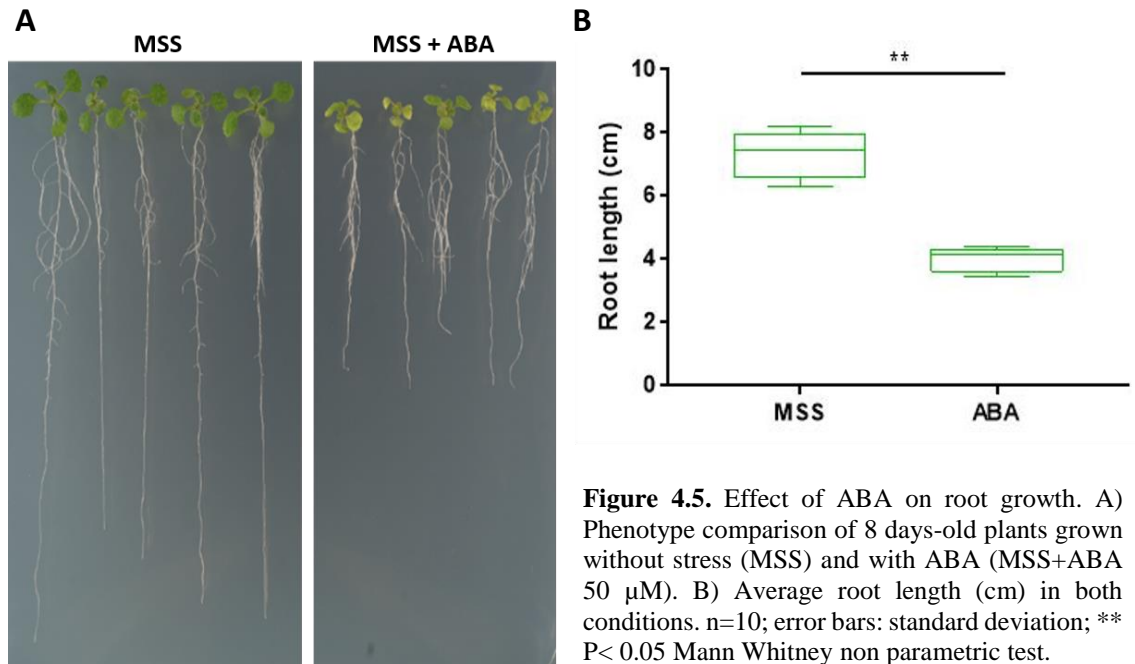 A
MSS
MSS + ABA
B
**
Root length (cm)
10
8
6
4
2
0
MSS
ABA
Figure 4.5. Effect of ABA on root growth. A)
Phenotype comparison of 8 days-old plants grown
without stress (MSS) and with ABA (MSS+ABA
50 μM). B) Average root length (cm) in both
conditions. n=10; error bars: standard deviation; **
P< 0.05 Mann Whitney non parametric test.